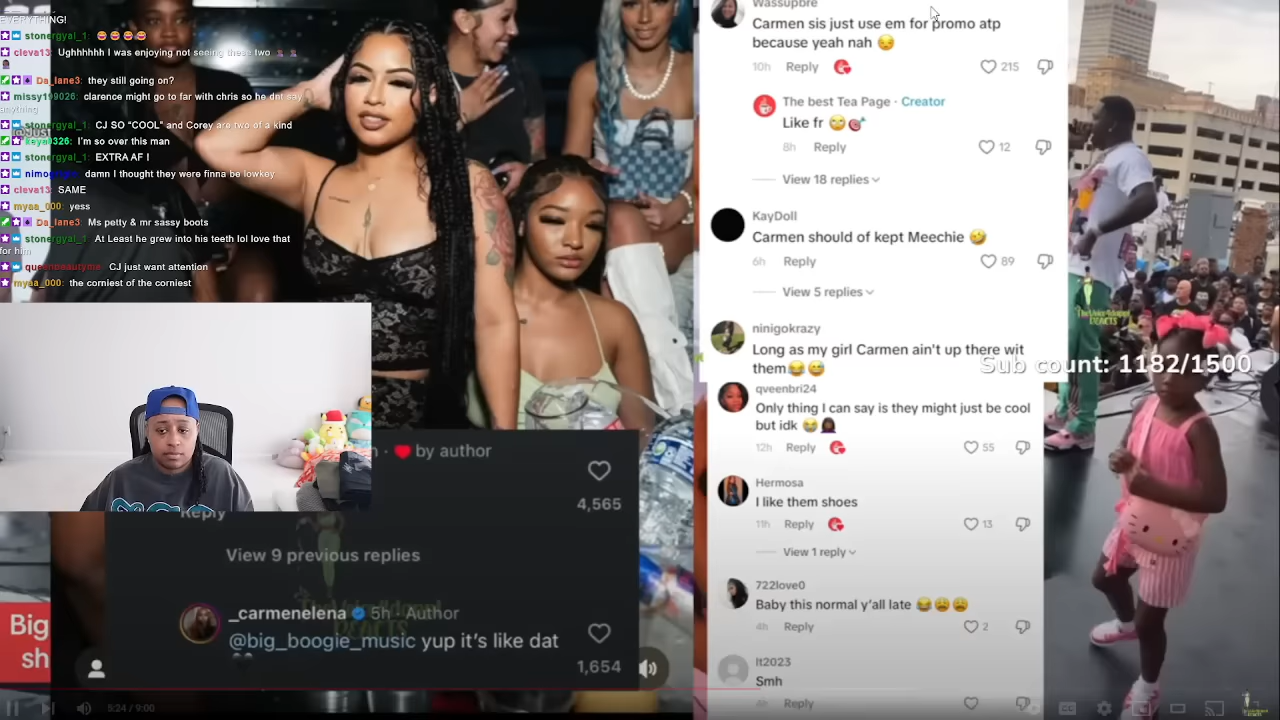 EVERYTHING!
stonergyal_1:
cleva13: Ughhhhhh I was enjoying not seeing these two
Da_lane3: they still going on?
missy199026: clarence might go to far with chris so he dnt say
anything
stonergyal_1: CJ SO "COOL" and Corey are two of a kind
keya0326: I'm so over this man
stonergyal_1: EXTRA AF !
damn I thought they were finna be lowkey
cleva13: SAME
myaa_000: yess
Da_lane3: Ms petty & mr sassy boots
stonergyal_1: At Least he grew into his teeth lol love that
for him
queenbeautyme: CJ just want attention
myaa_000: the corniest of the corniest
by author
4,565
Reply
View 9 previous replies
_carmenelena 5h · Author
@big_boogie_music yup it's like dat
1,654
Big
sh
5:24 / 9:00
Wassupbre
Carmen sis just use em for promo atp
because yeah nah 😒
10h Reply 215
The best Tea Page · Creator
Like fr 😂🎯
8h Reply 12
View 18 replies
KayDoll
Carmen should of kept Meechie 🤣
6h Reply 89
View 5 replies
ninigokrazy
Long as my girl Carmen ain't up there wit
them😂😅
qveenbri24
Only thing I can say is they might just be cool
but idk 😂🤷🏿‍♀️
12h Reply 55
Hermosa
I like them shoes
11h Reply 13
View 1 reply
722love0
Baby this normal y'all late 😂😩😩
4h Reply 2
lt2023
Smh
Reply
REACTS
Sub count: 1182/1500